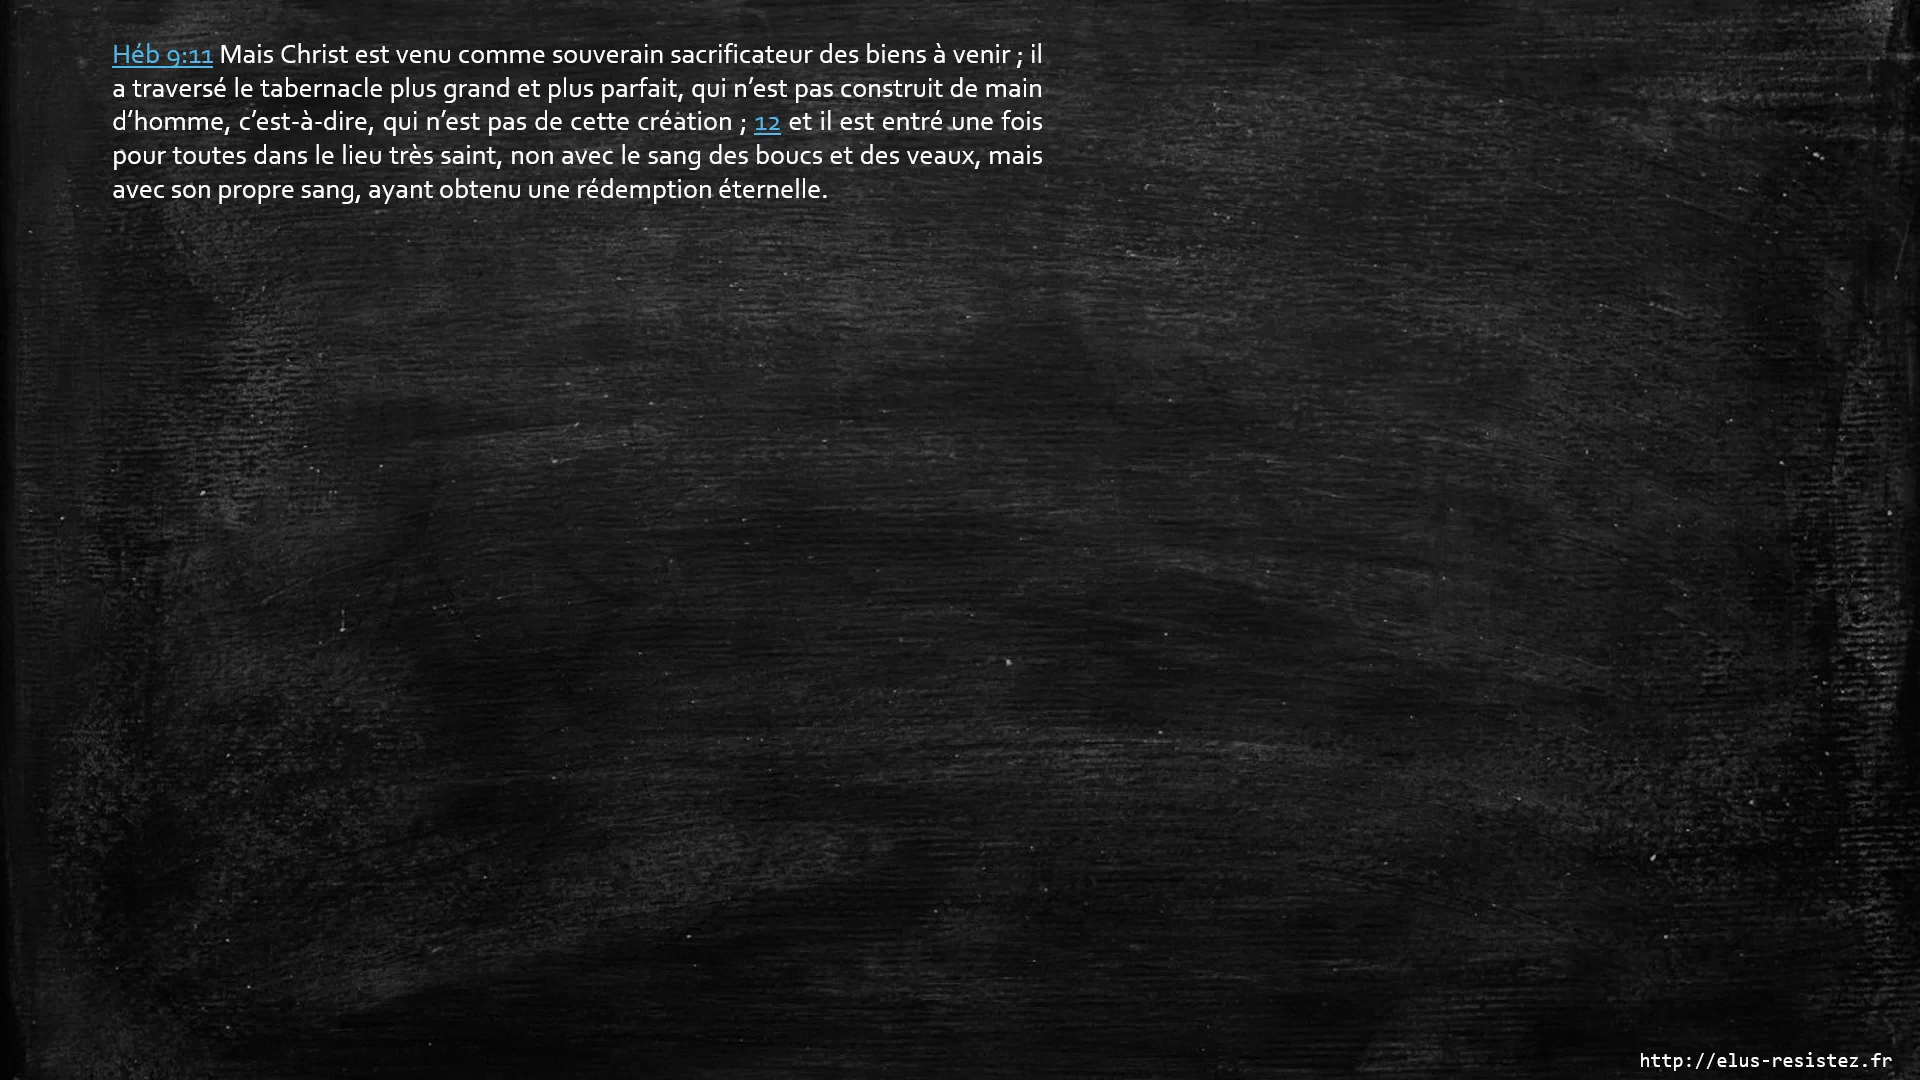 Héb 9:11 Mais Christ est venu comme souverain sacrificateur des biens à venir ; il
a traversé le tabernacle plus grand et plus parfait, qui n’est pas construit de main
d’homme, c’est-à-dire, qui n’est pas de cette création ; 12 et il est entré une fois
pour toutes dans le lieu très saint, non avec le sang des boucs et des veaux, mais
avec son propre sang, ayant obtenu une rédemption éternelle.
http://elus-resistez.fr